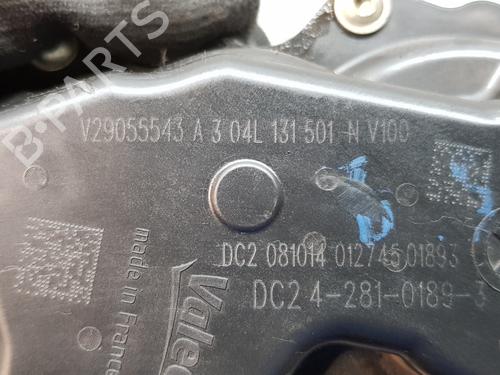 B-PARTS
V29055543 A 3 04L 131 501 N V100
DC2 081014 012745 01893
DC2 4-281-0189-3
made in France
Valeo